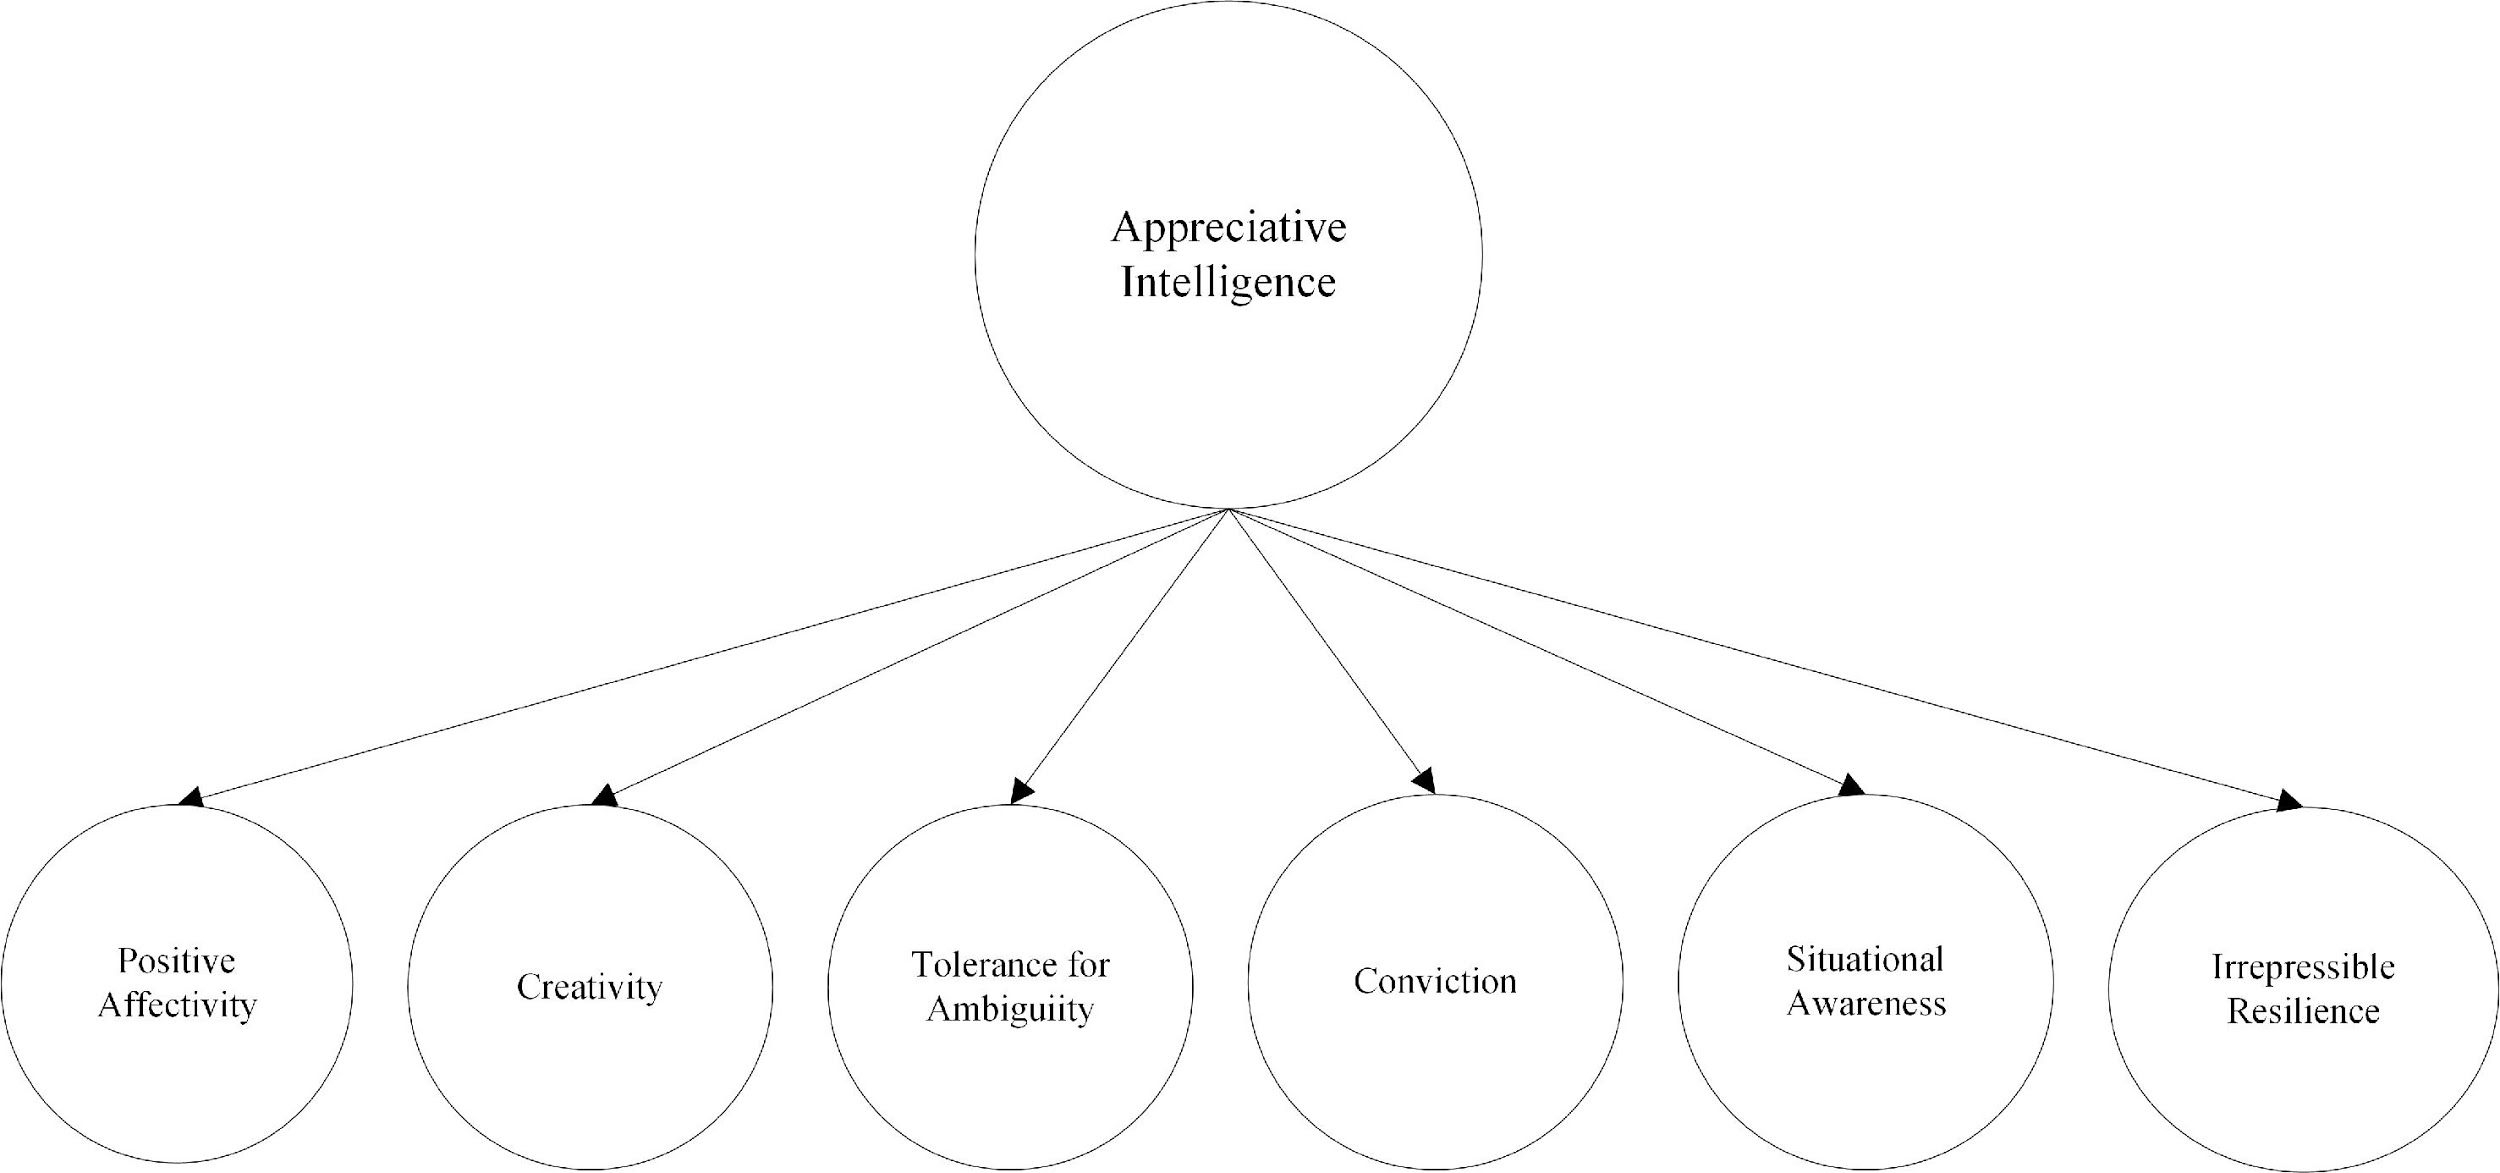 Appreciative
Intelligence
Positive
Affectivity
Creativity
Tolerance for
Ambiguiity
Conviction
Situational
Awareness
Irrepressible
Resilience